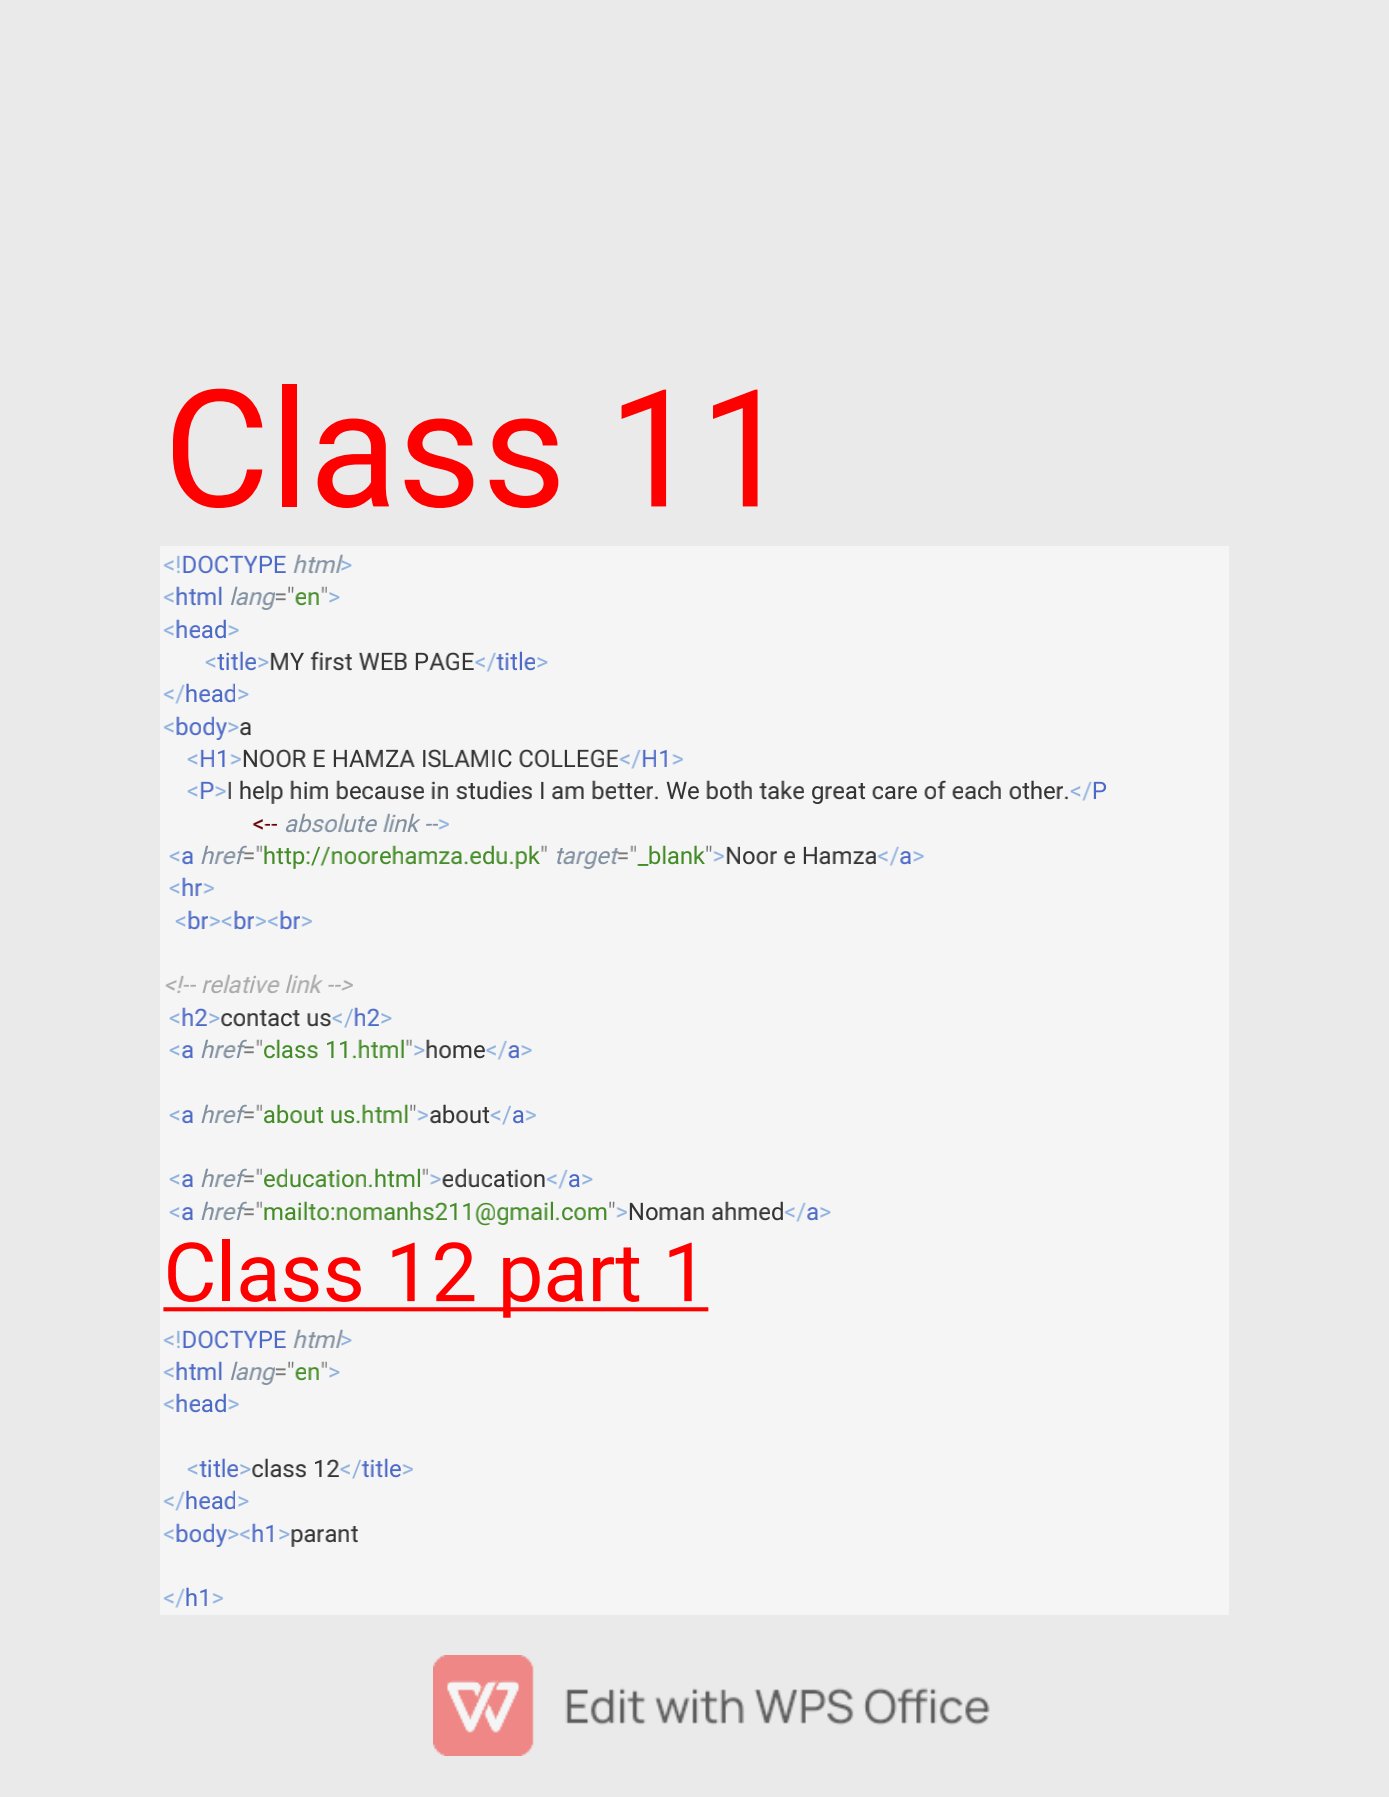 Class 11
<!DOCTYPE html>
<html lang="en">
<head>
<title>MY first WEB PAGE</title>
</head>
<body>a
<H1>NOOR E HAMZA ISLAMIC COLLEGE</H1>
<P>I help him because in studies I am better. We both take great care of each other.</P
<-- absolute link -->
<a href="http://noorehamza.edu.pk" target="_blank">Noor e Hamza</a>
<hr>
<br><br><br>
<!-- relative link -->
<h2>contact us</h2>
<a href="class 11.html">home</a>
<a href="about us.html">about</a>
<a href="education.html">education</a>
<a href="mailto:nomanhs211@gmail.com">Noman ahmed</a>
Class 12 part 1
<!DOCTYPE html>
<html lang="en">
<head>
<title>class 12</title>
</head>
<body><h1>parant
</h1>
Edit with WPS Office